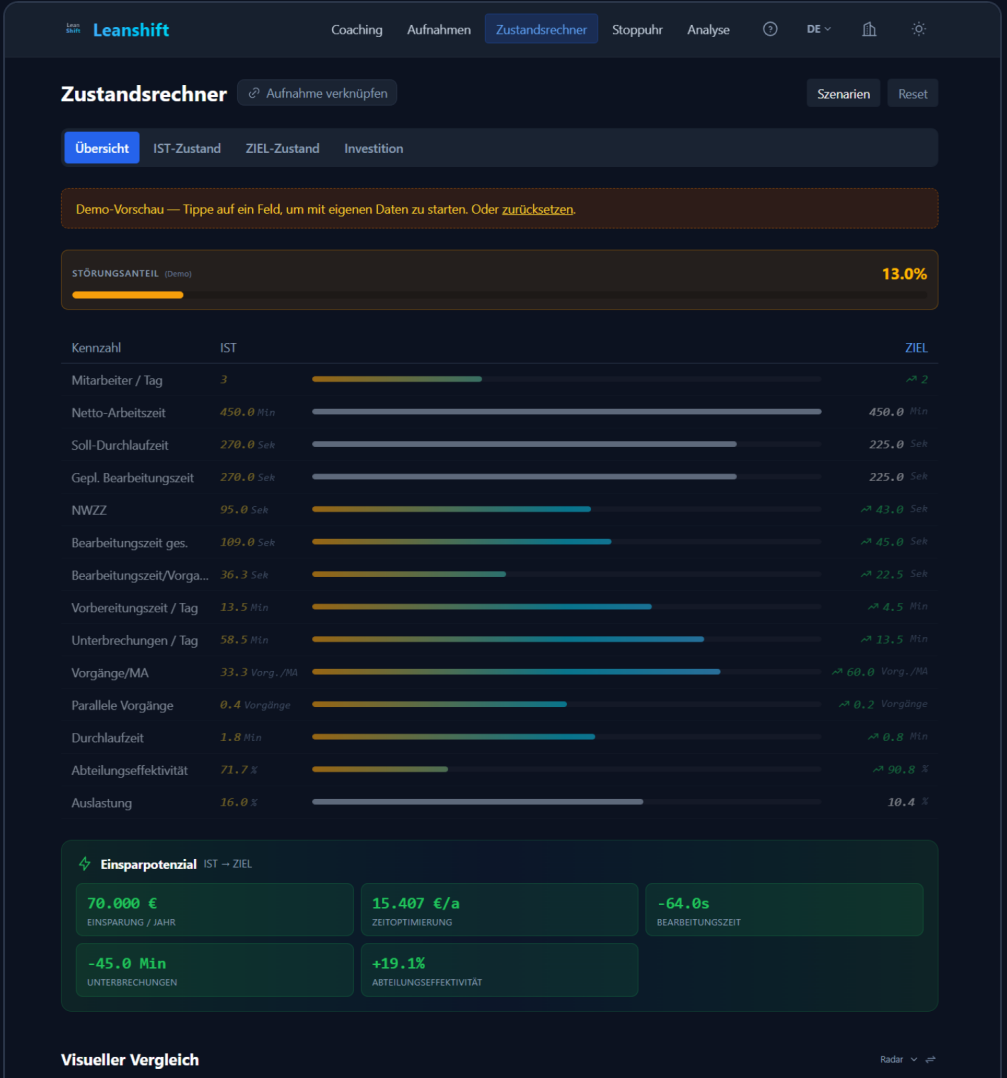 Lean
Shift
Leanshift
Coaching Aufnahmen Zustandsrechner Stoppuhr Analyse ? DE
Zustandsrechner Aufnahme verknüpfen Szenarien Reset
Übersicht IST-Zustand ZIEL-Zustand Investition
Demo-Vorschau — Tippe auf ein Feld, um mit eigenen Daten zu starten. Oder zurücksetzen.
STÖRUNGSANTEIL (Demo) 13.0%
Kennzahl IST ZIEL
Mitarbeiter / Tag 3 2
Netto-Arbeitszeit 450.0 Min 450.0 Min
Soll-Durchlaufzeit 270.0 Sek 225.0 Sek
Gepl. Bearbeitungszeit 270.0 Sek 225.0 Sek
NWZZ 95.0 Sek 43.0 Sek
Bearbeitungszeit ges. 109.0 Sek 45.0 Sek
Bearbeitungszeit/Vorga... 36.3 Sek 22.5 Sek
Vorbereitungszeit / Tag 13.5 Min 4.5 Min
Unterbrechungen / Tag 58.5 Min 13.5 Min
Vorgänge/MA 33.3 Vorg./MA 60.0 Vorg./MA
Parallele Vorgänge 0.4 Vorgänge 0.2 Vorgänge
Durchlaufzeit 1.8 Min 0.8 Min
Abteilungseffektivität 71.7 % 90.8 %
Auslastung 16.0 % 10.4 %
Einsparpotenzial IST → ZIEL
70.000 € 15.407 €/a -64.0s
EINSPARUNG / JAHR ZEITOPTIMIERUNG BEARBEITUNGSZEIT
-45.0 Min +19.1%
UNTERBRECHUNGEN ABTEILUNGSEFFEKTIVITÄT
Visueller Vergleich Radar